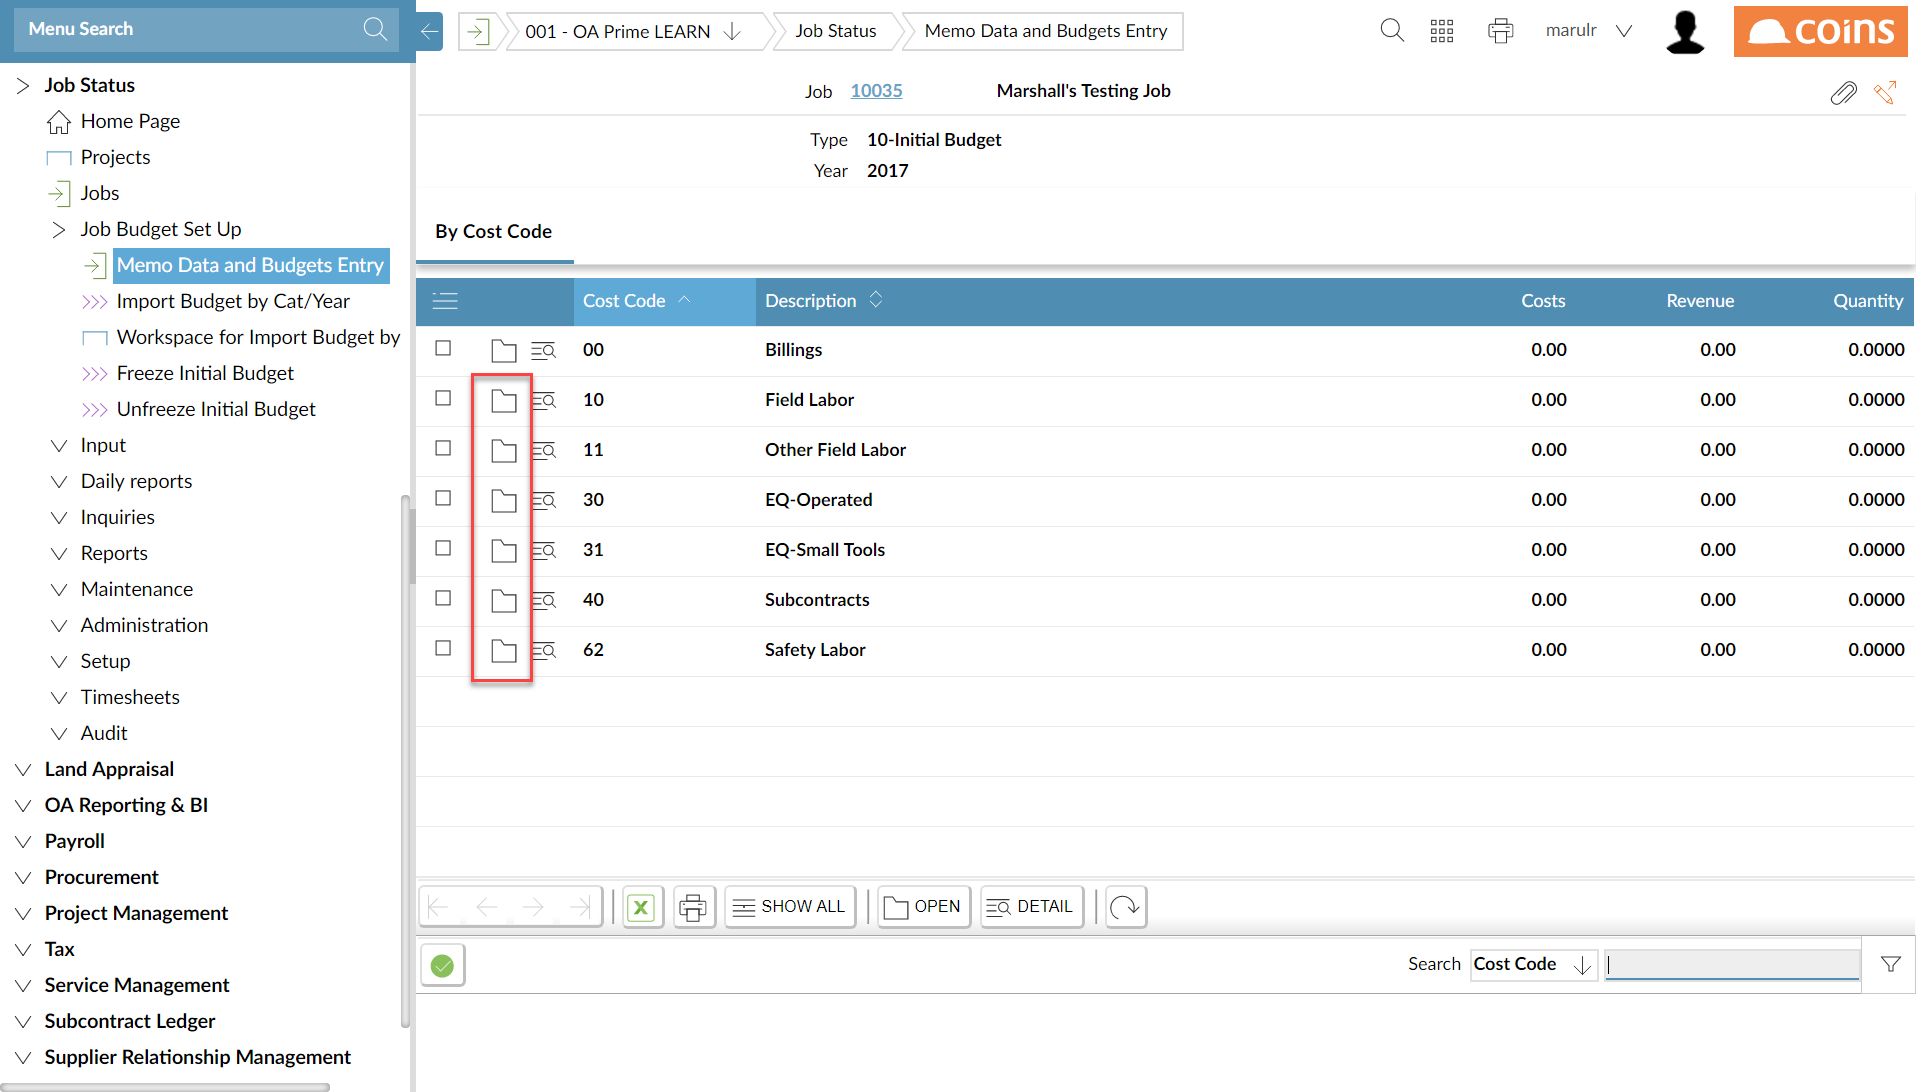 Menu Search
001 - OA Prime LEARN
Job Status
Memo Data and Budgets Entry
marulr
coins
Job Status
Home Page
Projects
Jobs
Job Budget Set Up
Memo Data and Budgets Entry
Import Budget by Cat/Year
Workspace for Import Budget by
Freeze Initial Budget
Unfreeze Initial Budget
Input
Daily reports
Inquiries
Reports
Maintenance
Administration
Setup
Timesheets
Audit
Land Appraisal
OA Reporting & BI
Payroll
Procurement
Project Management
Tax
Service Management
Subcontract Ledger
Supplier Relationship Management
Job 10035 Marshall's Testing Job
Type 10-Initial Budget
Year 2017
By Cost Code
Cost Code Description Costs Revenue Quantity
00 Billings 0.00 0.00 0.0000
10 Field Labor 0.00 0.00 0.0000
11 Other Field Labor 0.00 0.00 0.0000
30 EQ-Operated 0.00 0.00 0.0000
31 EQ-Small Tools 0.00 0.00 0.0000
40 Subcontracts 0.00 0.00 0.0000
62 Safety Labor 0.00 0.00 0.0000
X SHOW ALL OPEN DETAIL
Search Cost Code